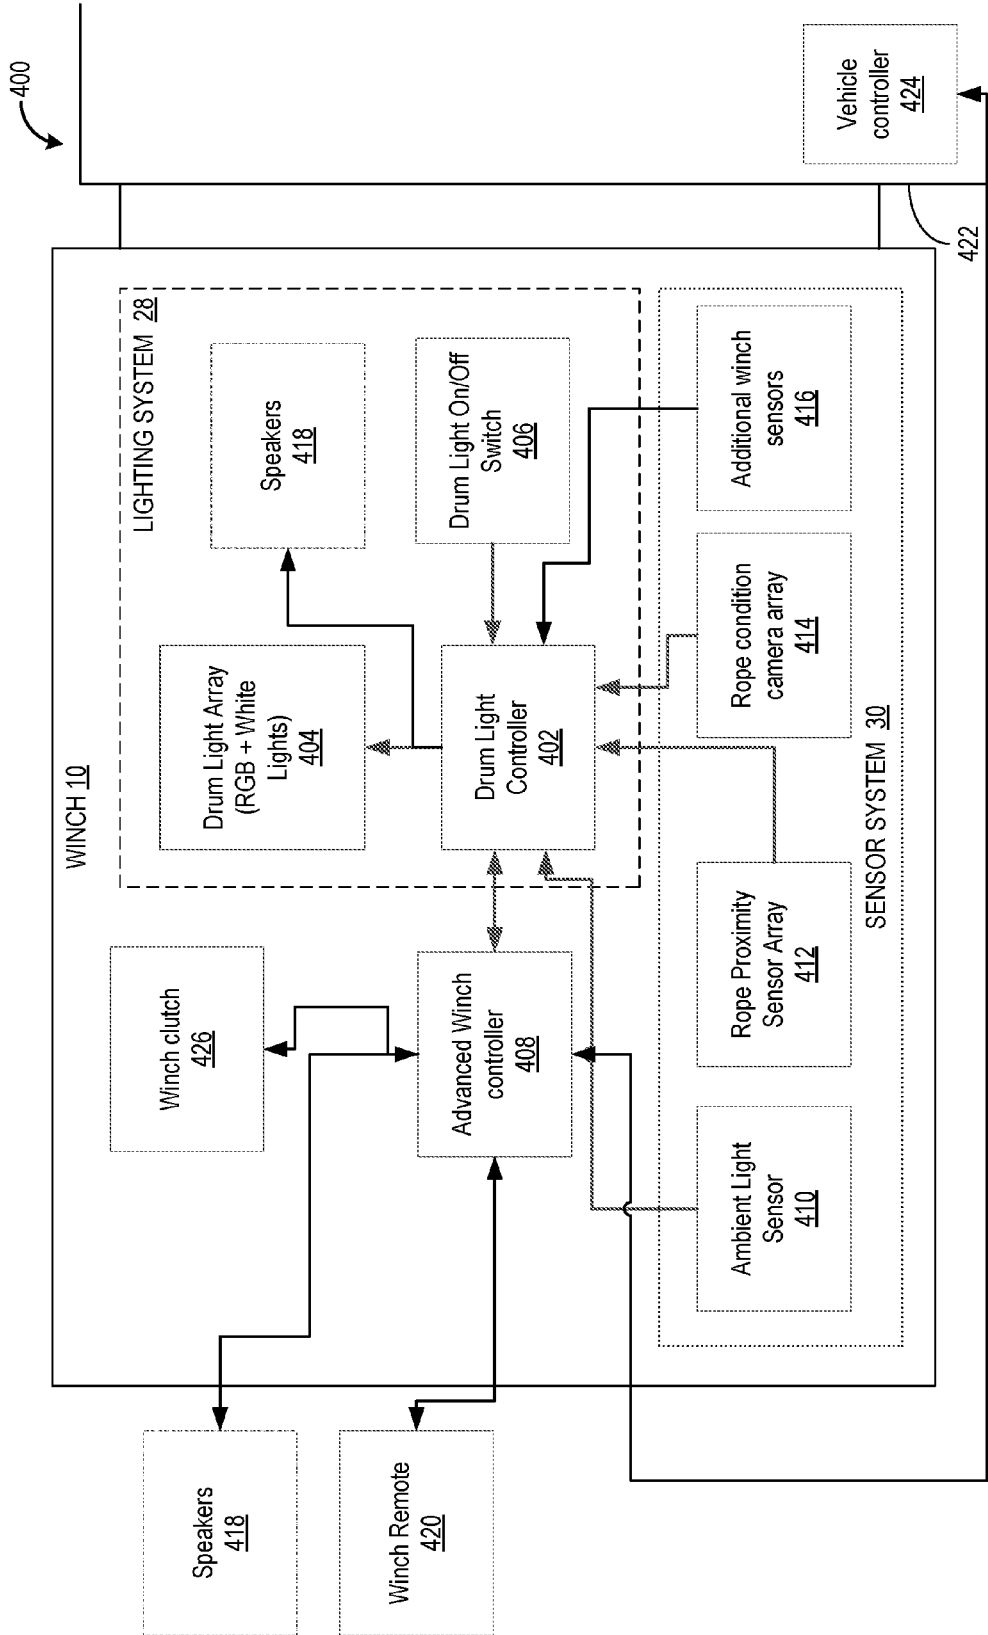 400
WINCH 10
LIGHTING SYSTEM 28
Speakers
418
Winch Remote
420
Winch clutch
426
Advanced Winch
controller
408
Drum Light Array
(RGB + White
Lights)
404
Speakers
418
Drum Light Controller
402
Drum Light On/Off
Switch
406
Ambient Light
Sensor
410
Rope Proximity
Sensor Array
412
Rope condition
camera array
414
Additional winch
sensors
416
SENSOR SYSTEM 30
422
Vehicle
controller
424